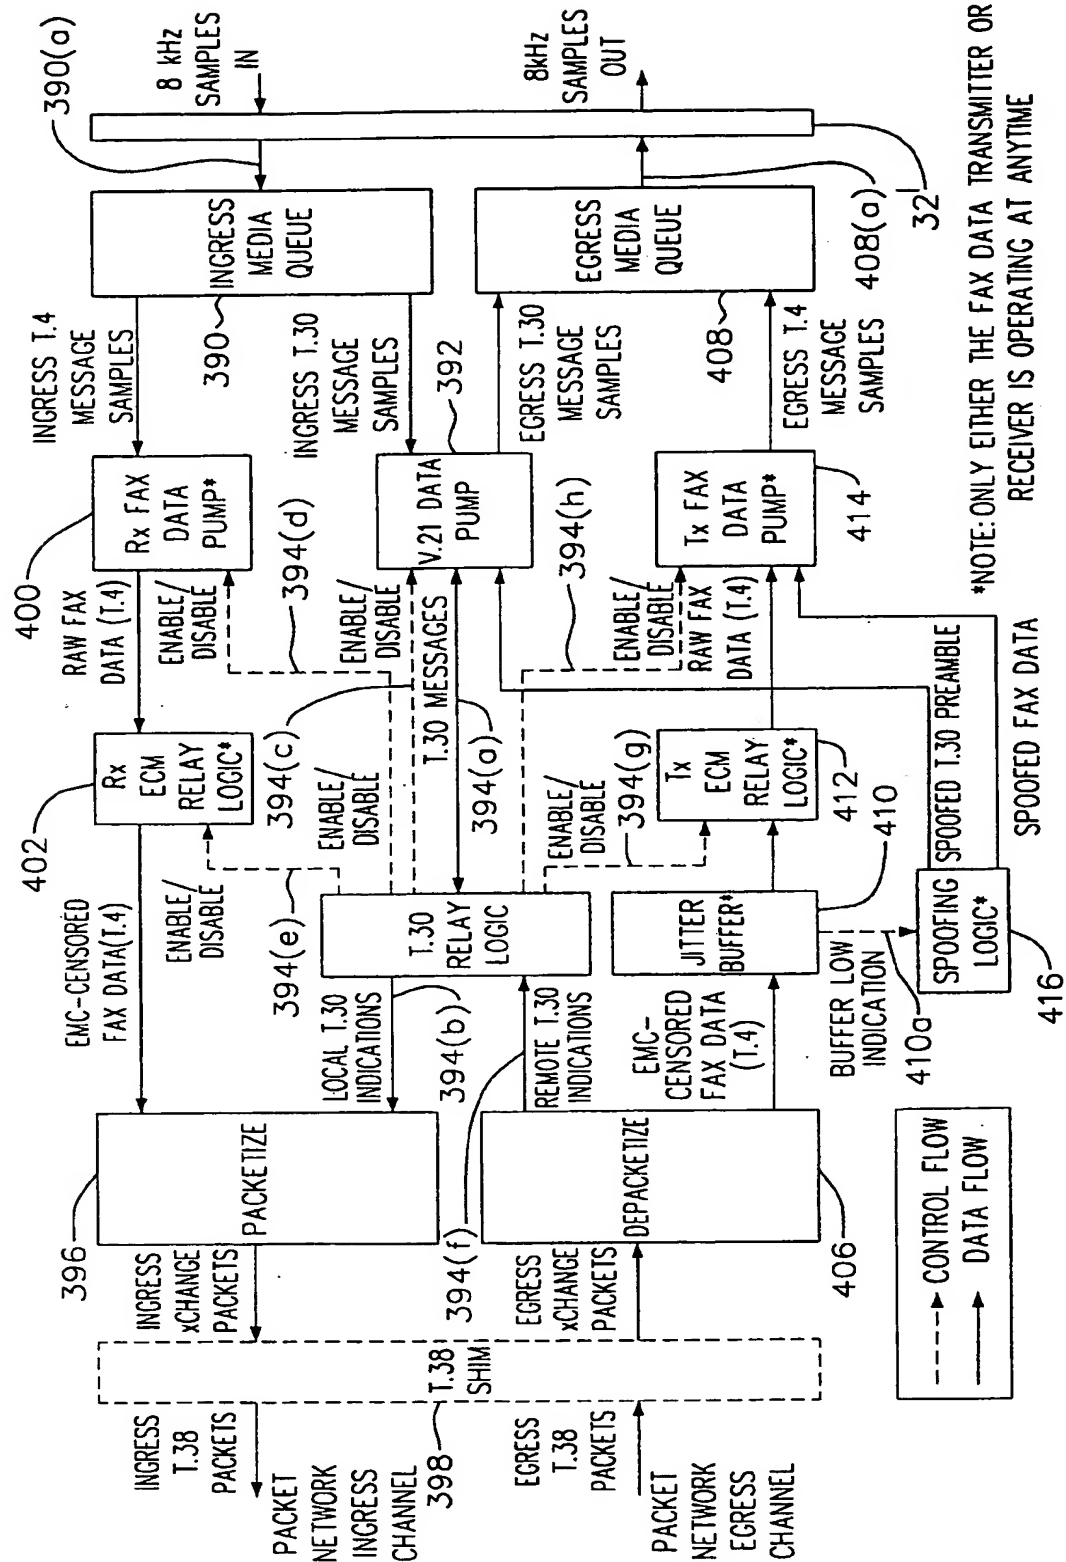 390(a)
8 kHz
SAMPLES
IN
8kHz
SAMPLES
OUT
32'
INGRESS
MEDIA
QUEUE
390
EGRESS
MEDIA
QUEUE
408
408(a)
INGRESS T.4
MESSAGE
SAMPLES
INGRESS T.30
MESSAGE
SAMPLES
EGRESS T.30
MESSAGE
SAMPLES
EGRESS T.4
MESSAGE
SAMPLES
400
Rx FAX
DATA
PUMP*
392
V.21 DATA
PUMP
Tx FAX
DATA
PUMP*
414
RAW FAX
DATA (T.4)
ENABLE/
DISABLE
394(d)
ENABLE/
DISABLE
394(c)
T.30 MESSAGES
394(a)
394(h)
ENABLE/
DISABLE
RAW FAX
DATA (T.4)
402
Rx
ECM
RELAY
LOGIC*
ENABLE/
DISABLE
ENABLE/
DISABLE
394(g)
Tx
ECM
RELAY
LOGIC*
412
EMC-CENSORED
FAX DATA(T.4)
ENABLE/
DISABLE
394(e)
T.30
RELAY
LOGIC
JITTER
BUFFER*
410
SPOOFED T.30 PREAMBLE
SPOOFED FAX DATA
SPOOFING
LOGIC*
416
LOCAL T.30
INDICATIONS
394(b)
REMOTE T.30
INDICATIONS
394(f)
EMC-
CENSORED
FAX DATA
(T.4)
BUFFER LOW
INDICATION
410a
396
PACKETIZE
DEPACKETIZE
406
INGRESS
xCHANGE
PACKETS
EGRESS
xCHANGE
PACKETS
T.38
SHIM
398
INGRESS
T.38
PACKETS
EGRESS
T.38
PACKETS
PACKET
NETWORK
INGRESS
CHANNEL
PACKET
NETWORK
EGRESS
CHANNEL
CONTROL FLOW
DATA FLOW
*NOTE: ONLY EITHER THE FAX DATA TRANSMITTER OR
RECEIVER IS OPERATING AT ANYTIME